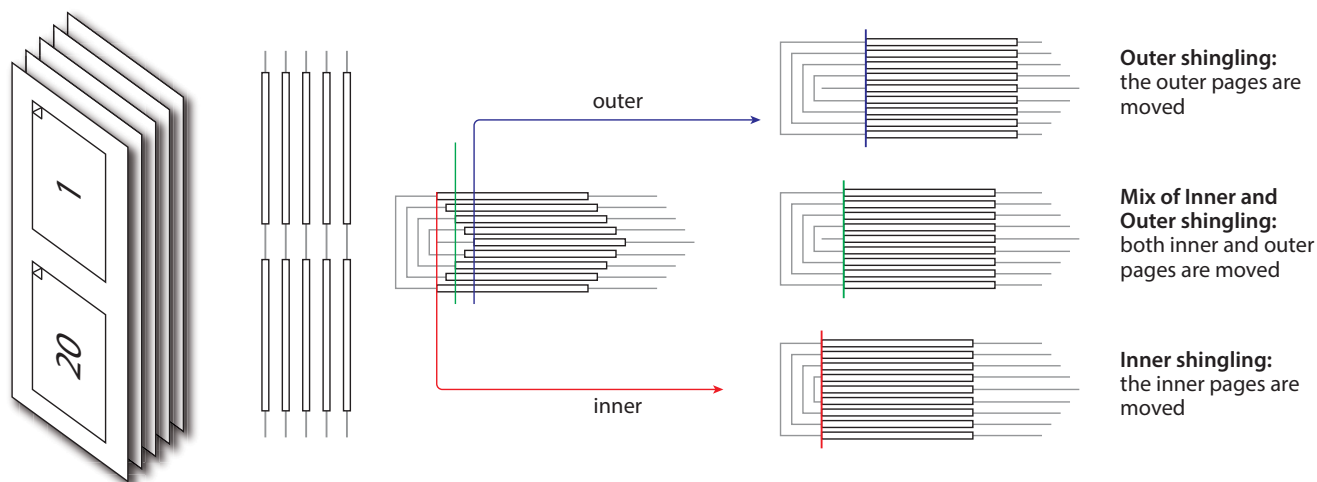 1
20
outer
inner
Outer shingling:
the outer pages are
moved
Mix of Inner and
Outer shingling:
both inner and outer
pages are moved
Inner shingling:
the inner pages are
moved